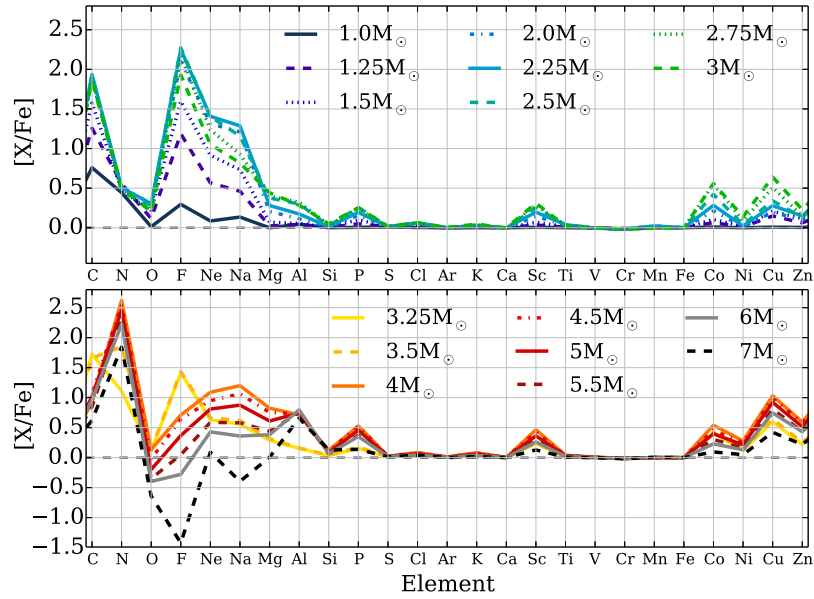 [X/Fe]
2.5
2.0
1.5
1.0
0.5
0.0
1.0M⊙ 2.0M⊙ 2.75M⊙
1.25M⊙ 2.25M⊙ 3M⊙
1.5M⊙ 2.5M⊙
C N O F Ne Na Mg Al Si P S Cl Ar K Ca Sc Ti V Cr Mn Fe Co Ni Cu Zn
[X/Fe]
2.5
2.0
1.5
1.0
0.5
0.0
−0.5
−1.0
−1.5
3.25M⊙ 4.5M⊙ 6M⊙
3.5M⊙ 5M⊙ 7M⊙
4M⊙ 5.5M⊙
C N O F Ne Na Mg Al Si P S Cl Ar K Ca Sc Ti V Cr Mn Fe Co Ni Cu Zn
Element